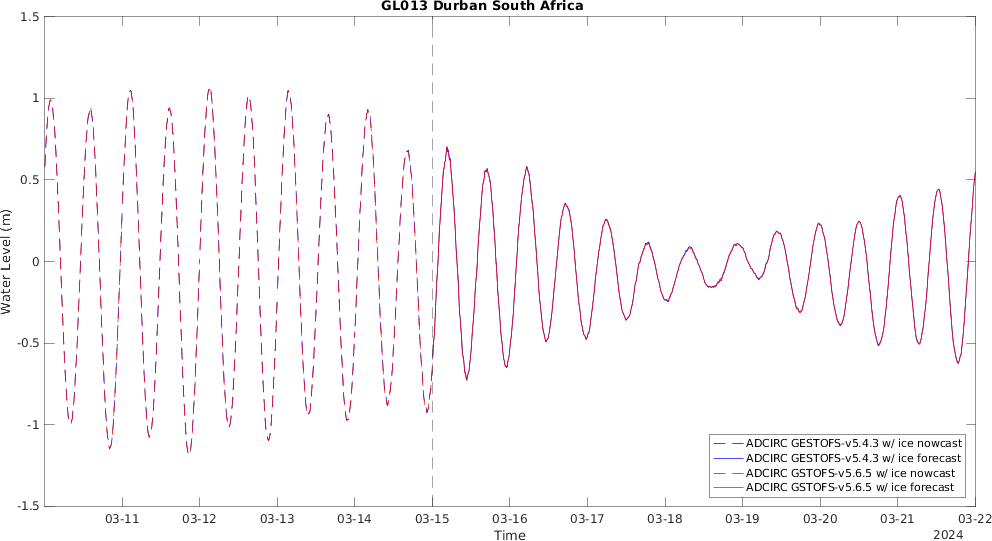 GL013 Durban South Africa
1.5
1
0.5
0
-0.5
-1
-1.5
Water Level (m)
03-11 03-12 03-13 03-14 03-15 03-16 03-17 03-18 03-19 03-20 03-21 03-22
Time
2024
ADCIRC GESTOFS-v5.4.3 w/ ice nowcast
ADCIRC GESTOFS-v5.4.3 w/ ice forecast
ADCIRC GSTOFS-v5.6.5 w/ ice nowcast
ADCIRC GSTOFS-v5.6.5 w/ ice forecast